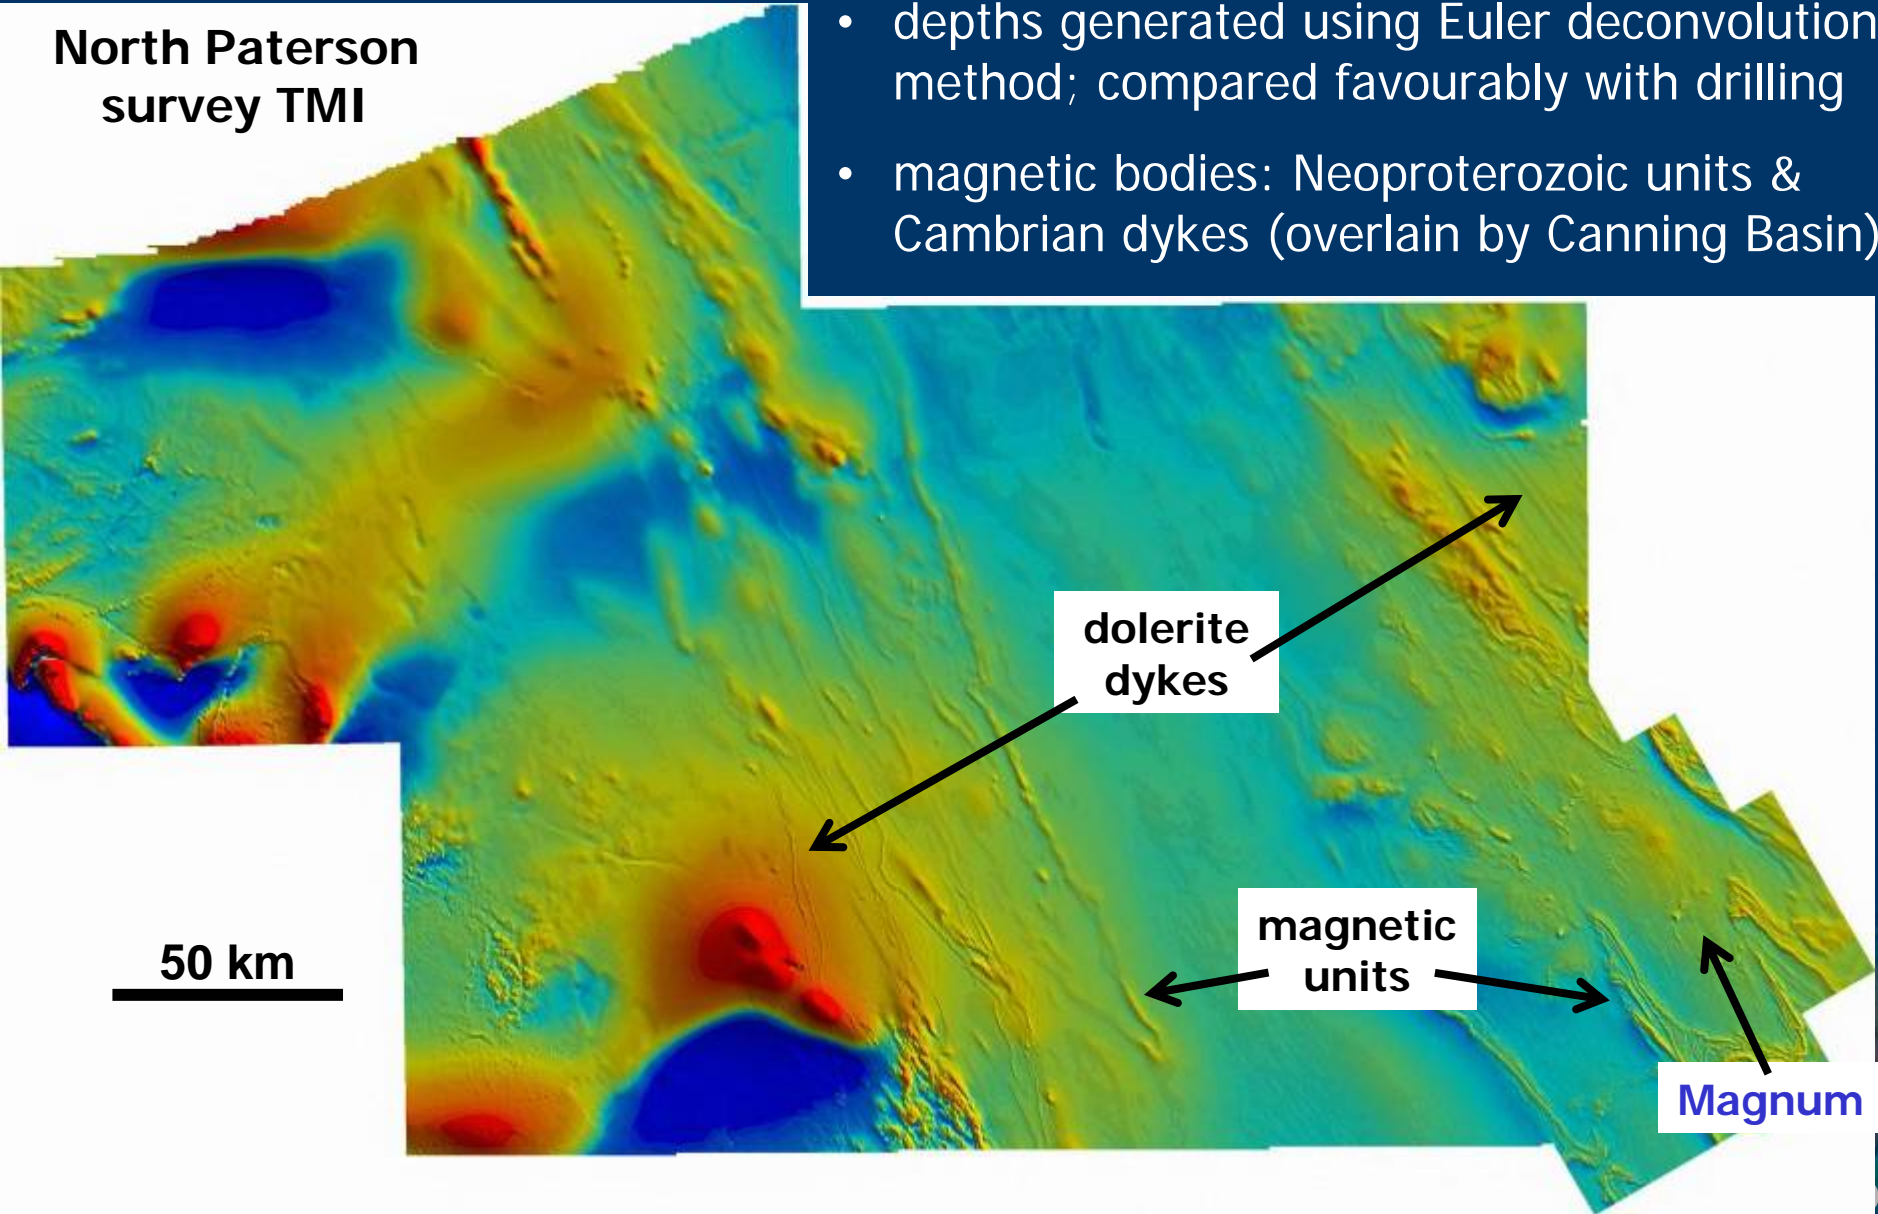 North Paterson
survey TMI
• depths generated using Euler deconvolution
method; compared favourably with drilling
• magnetic bodies: Neoproterozoic units &
Cambrian dykes (overlain by Canning Basin)
dolerite
dykes
magnetic
units
50 km
Magnum